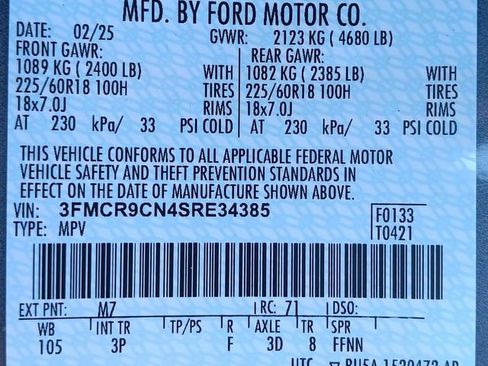 MFD. BY FORD MOTOR CO.
DATE: 02/25 GVWR: 2123 KG ( 4680 LB)
FRONT GAWR: REAR GAWR:
1089 KG ( 2400 LB) WITH 1082 KG ( 2385 LB) WITH
225/60R18 100H TIRES 225/60R18 100H TIRES
18x7.0J RIMS 18x7.0J RIMS
AT 230 kPa/ 33 PSI COLD AT 230 kPa/ 33 PSI COLD
THIS VEHICLE CONFORMS TO ALL APPLICABLE FEDERAL MOTOR
VEHICLE SAFETY AND THEFT PREVENTION STANDARDS IN
EFFECT ON THE DATE OF MANUFACTURE SHOWN ABOVE.
VIN: 3FMCR9CN4SRE34385 F0133
TYPE: MPV T0421
EXT PNT: M7 RC: 71 DSO:
WB INT TR TP/PS R AXLE TR SPR
105 3P F 3D 8 FFNN
UTC